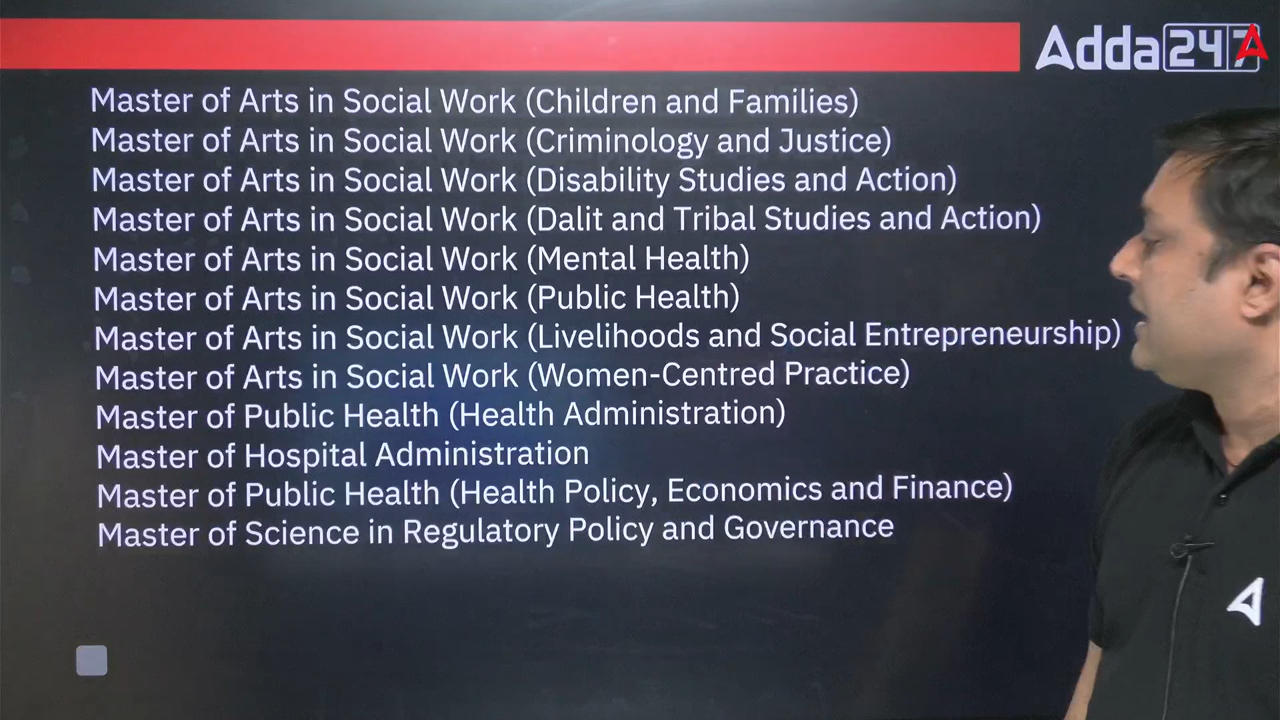 Adda247
Master of Arts in Social Work (Children and Families)
Master of Arts in Social Work (Criminology and Justice)
Master of Arts in Social Work (Disability Studies and Action)
Master of Arts in Social Work (Dalit and Tribal Studies and Action)
Master of Arts in Social Work (Mental Health)
Master of Arts in Social Work (Public Health)
Master of Arts in Social Work (Livelihoods and Social Entrepreneurship)
Master of Arts in Social Work (Women-Centred Practice)
Master of Public Health (Health Administration)
Master of Hospital Administration
Master of Public Health (Health Policy, Economics and Finance)
Master of Science in Regulatory Policy and Governance